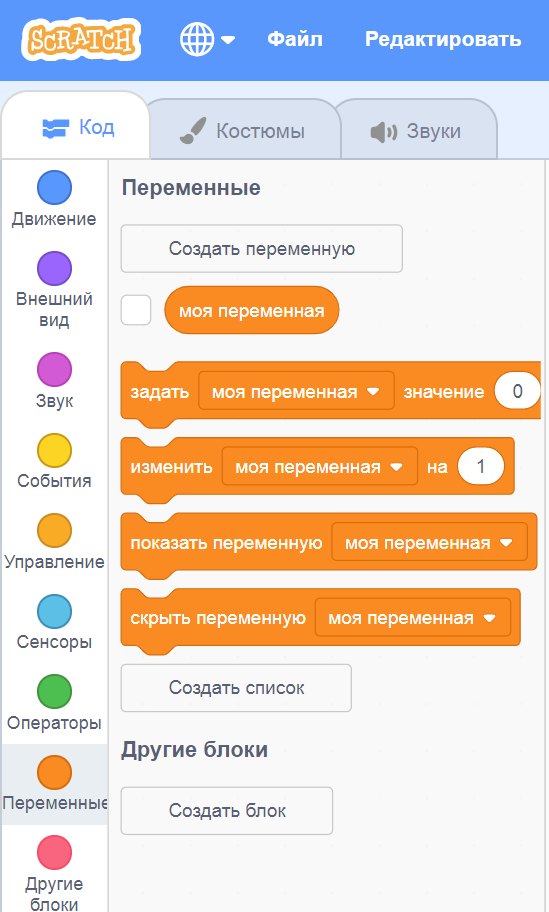 SCRATCH
Файл
Редактировать
Код
Костюмы
Звуки
Движение
Внешний
вид
Звук
События
Управление
Сенсоры
Операторы
Переменные
Другие
блоки
Переменные
Создать переменную
моя переменная
задать моя переменная значение 0
изменить моя переменная на 1
показать переменную моя переменная
скрыть переменную моя переменная
Создать список
Другие блоки
Создать блок